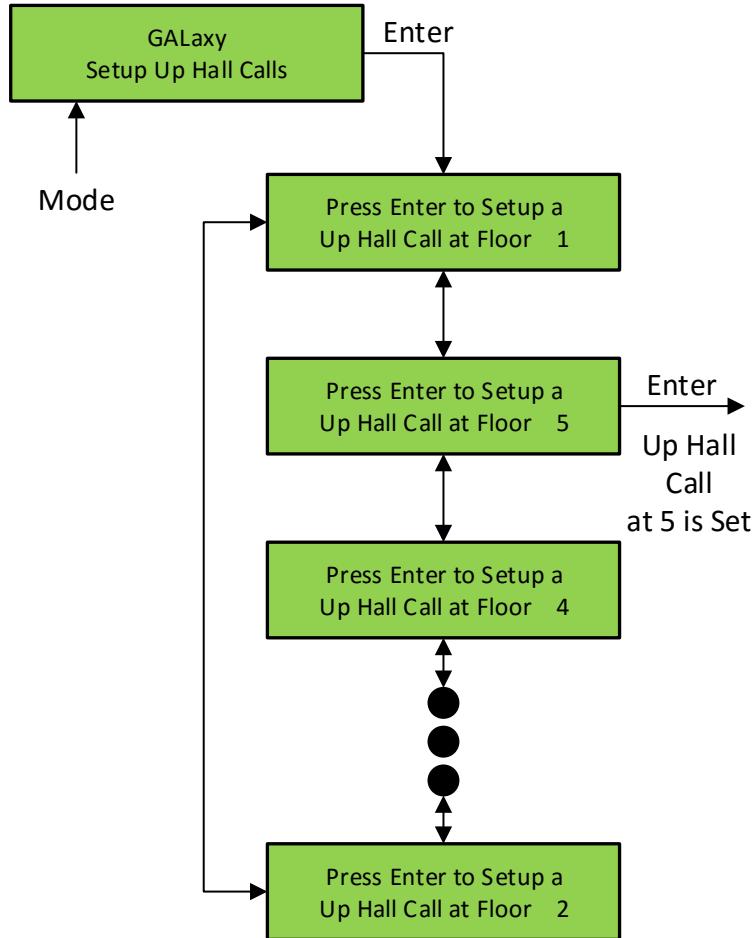 GALaxy
Setup Up Hall Calls
Enter
Mode
Press Enter to Setup a
Up Hall Call at Floor 1
Press Enter to Setup a
Up Hall Call at Floor 5
Enter
Up Hall
Call
at 5 is Set
Press Enter to Setup a
Up Hall Call at Floor 4
Press Enter to Setup a
Up Hall Call at Floor 2